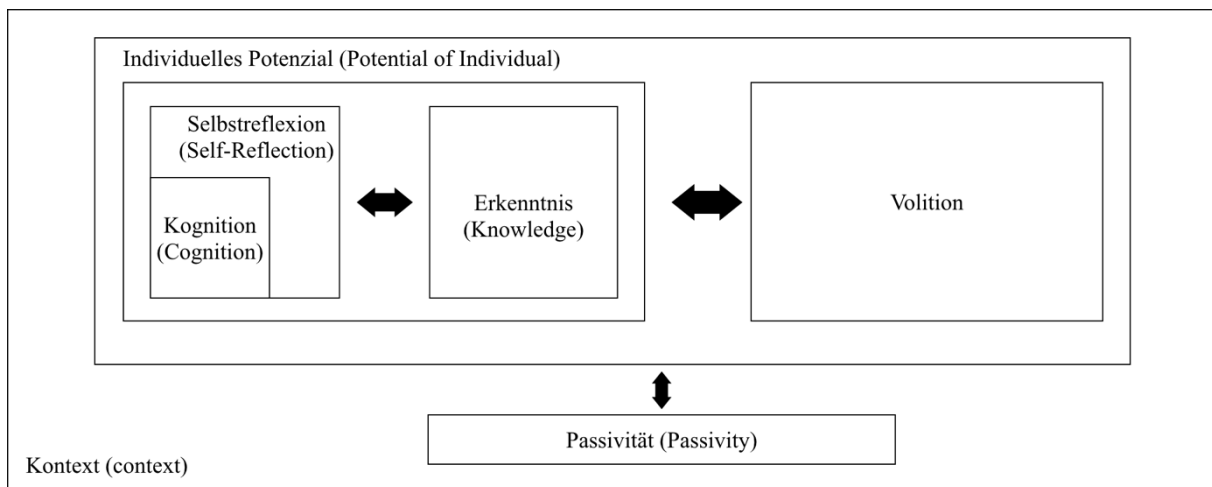 Individuelles Potenzial (Potential of Individual)
Selbstreflexion
(Self-Reflection)
Kognition
(Cognition)
Erkenntnis
(Knowledge)
Volition
Passivität (Passivity)
Kontext (context)